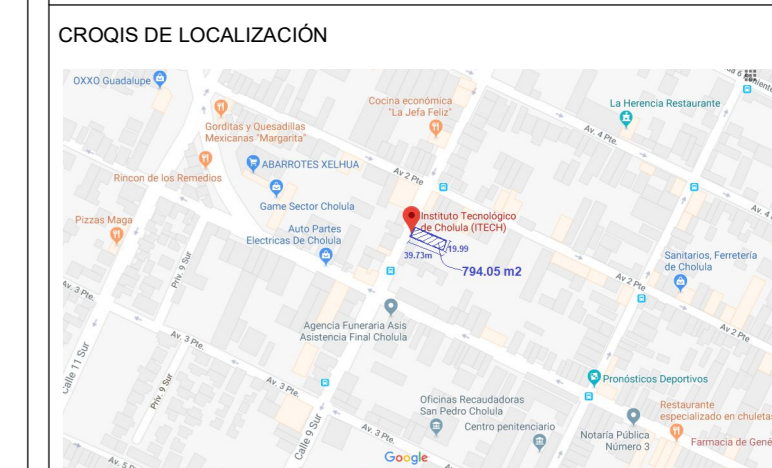 CROQIS DE LOCALIZACIÓN
OXXO Guadalupe
Gorditas y Quesadillas
Mexicanas "Margarita"
Cocina económica
"La Jefa Feliz"
La Herencia Restaurante
Av. 4 Pte.
ABARROTES XELHUA
Rincon de los Remedios
Av 2 Pte
Game Sector Cholula
Pizzas Maga
Auto Partes
Electricas De Cholula
Instituto Tecnológico
de Cholula (ITECH)
39.73m
19.99
794.05 m2
Av. 4
Sanitarios, Ferretería
de Cholula
Av 2 Pte
Av 2 Pte
Priv. 9 Sur
Av. 3 Pte.
Agencia Funeraria Asis
Asistencia Final Cholula
Av. 3 Pte.
Calle 11 Sur
Priv. 9 Sur
Av. 3 Pte.
Pronósticos Deportivos
Oficinas Recaudadoras
San Pedro Cholula
Centro penitenciario
Restaurante
especializado en chuletas
Notaría Pública
Número 3
Farmacia de Gené
Calle 9 Sur
Av. 3 Pte.
Av. 5
Google